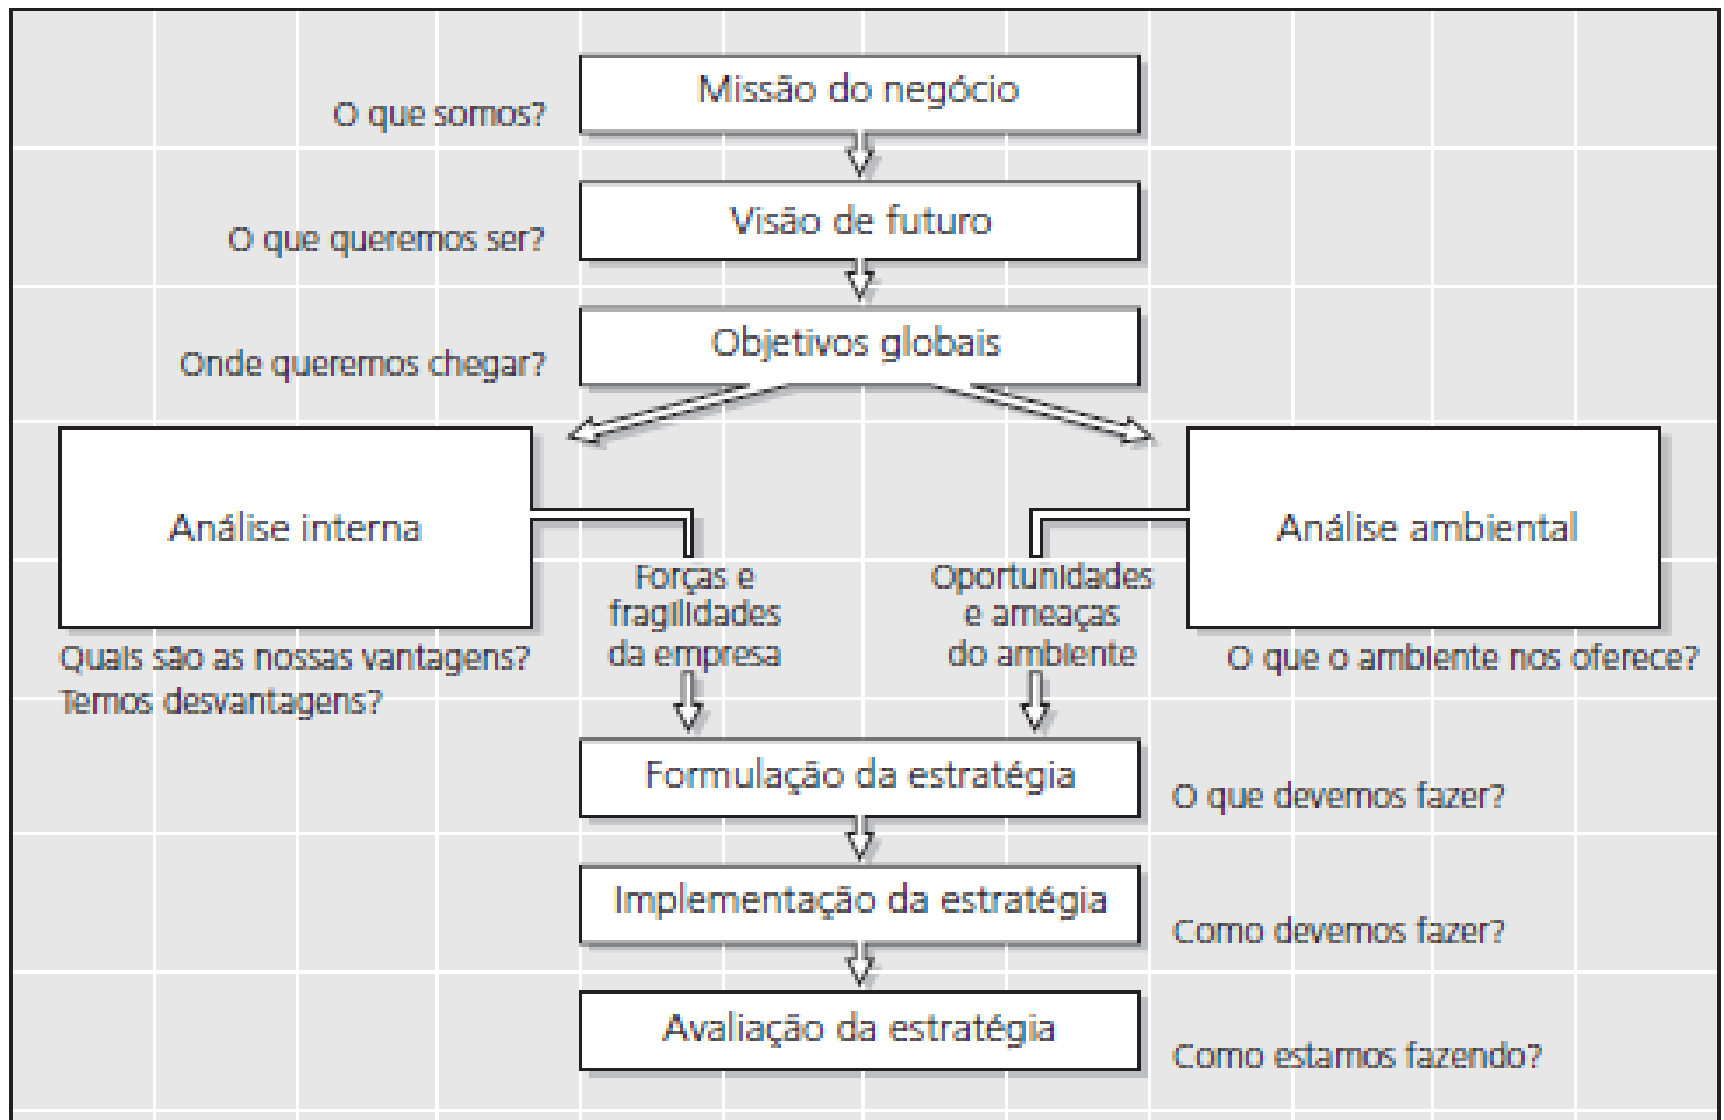 Missão do negócio
O que somos?
Visão de futuro
O que queremos ser?
Objetivos globais
Onde queremos chegar?
Análise interna
Análise ambiental
Forças e
fragilidades
da empresa
Oportunidades
e ameaças
do ambiente
Quais são as nossas vantagens?
Temos desvantagens?
O que o ambiente nos oferece?
Formulação da estratégia
O que devemos fazer?
Implementação da estratégia
Como devemos fazer?
Avaliação da estratégia
Como estamos fazendo?